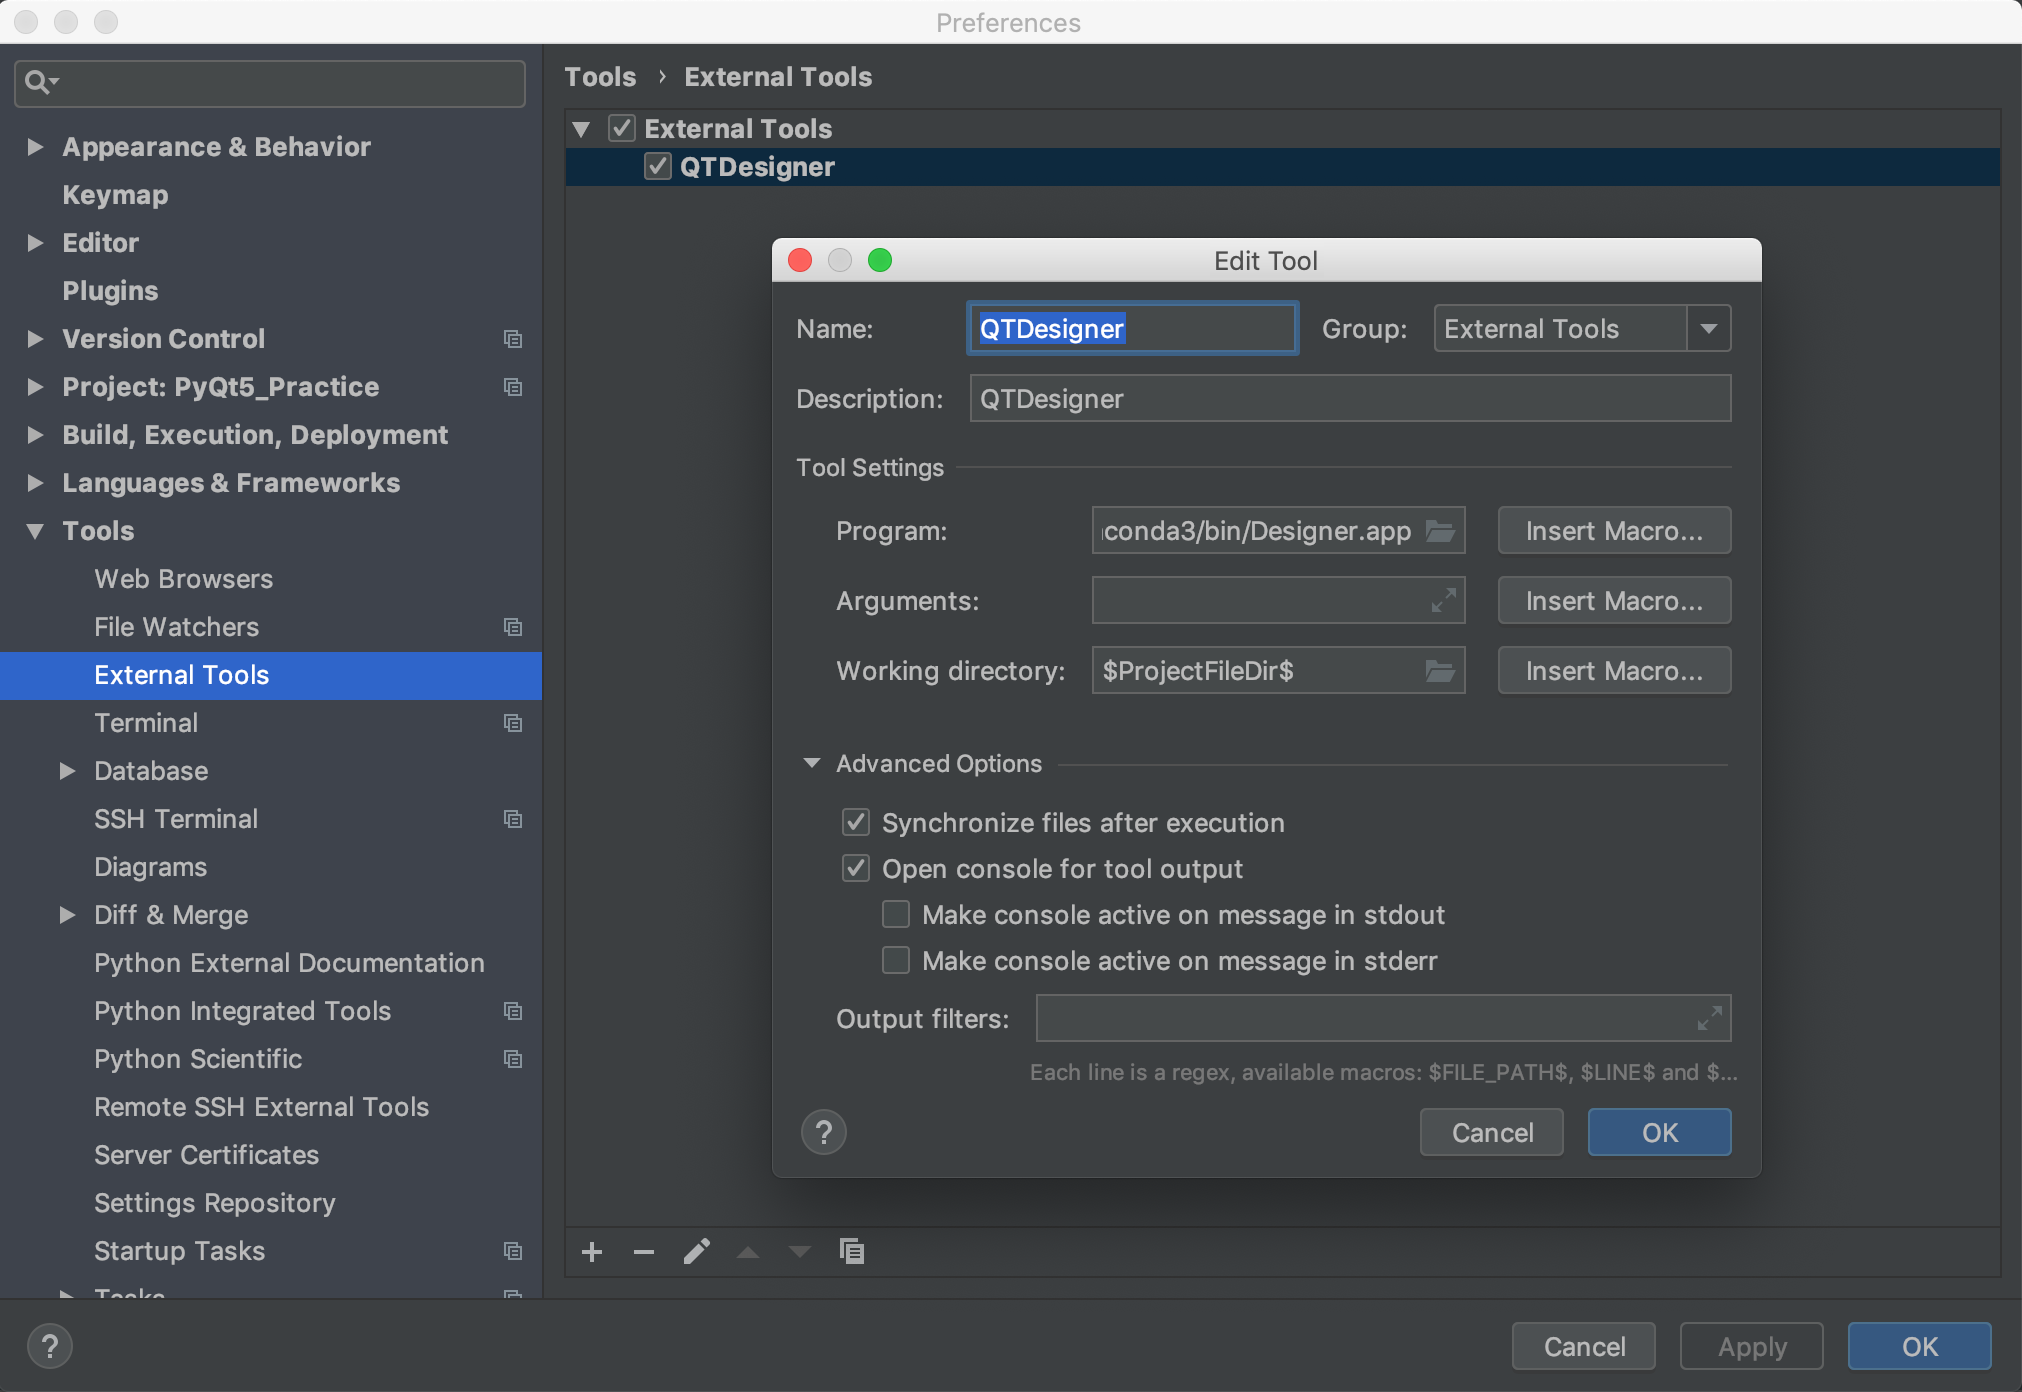 Preferences
Appearance & Behavior
Keymap
Editor
Plugins
Version Control
Project: PyQt5_Practice
Build, Execution, Deployment
Languages & Frameworks
Tools
Web Browsers
File Watchers
External Tools
Terminal
Database
SSH Terminal
Diagrams
Diff & Merge
Python External Documentation
Python Integrated Tools
Python Scientific
Remote SSH External Tools
Server Certificates
Settings Repository
Startup Tasks
Tasks
Tools › External Tools
External Tools
QTDesigner
Edit Tool
Name: QTDesigner Group: External Tools
Description: QTDesigner
Tool Settings
Program: conda3/bin/Designer.app Insert Macro...
Arguments: Insert Macro...
Working directory: $ProjectFileDir$ Insert Macro...
Advanced Options
Synchronize files after execution
Open console for tool output
Make console active on message in stdout
Make console active on message in stderr
Output filters:
Each line is a regex, available macros: $FILE_PATH$, $LINE$ and $...
? Cancel OK
? Cancel Apply OK